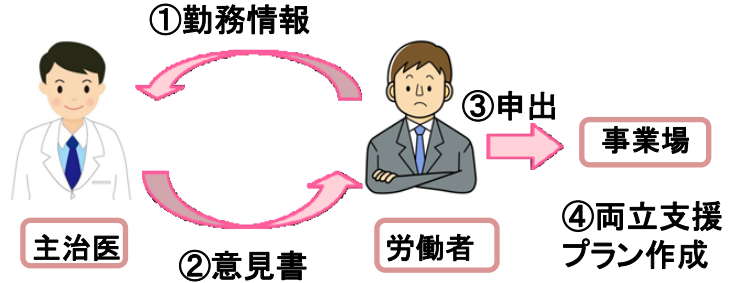 ①勤務情報
③申出
事業場
主治医
②意見書
労働者
④両立支援
プラン作成